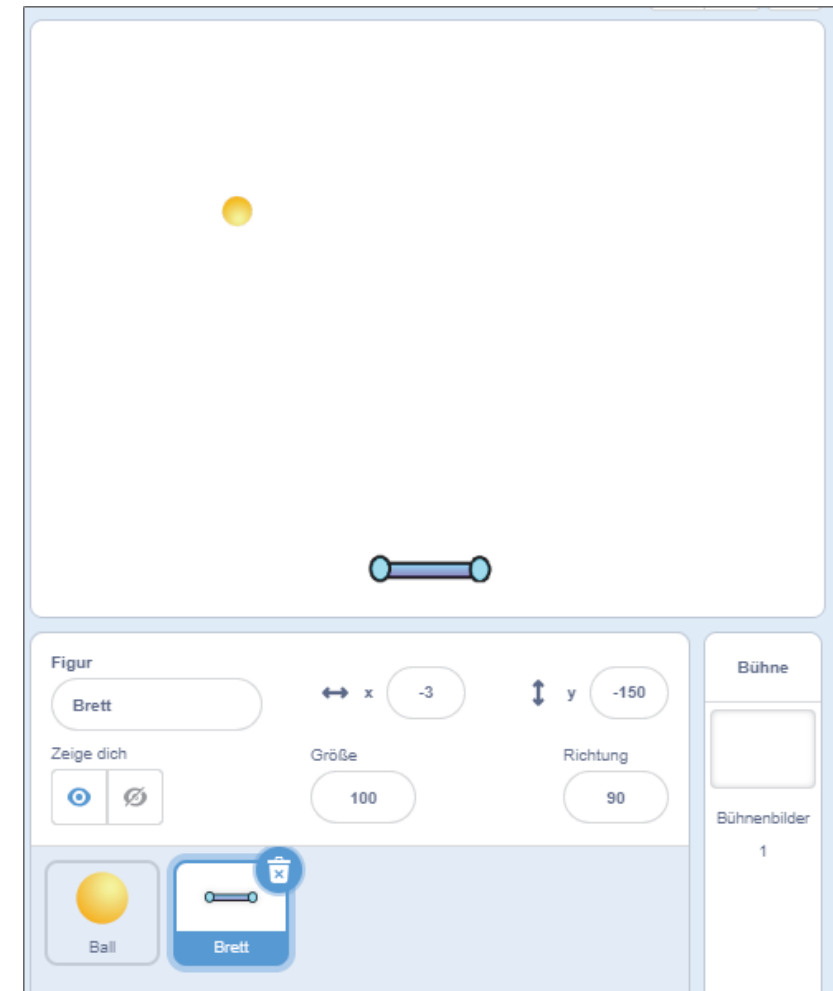 Figur
Brett
x
-3
y
-150
Zeige dich
Größe
100
Richtung
90
Ball
Brett
Bühne
Bühnenbilder
1